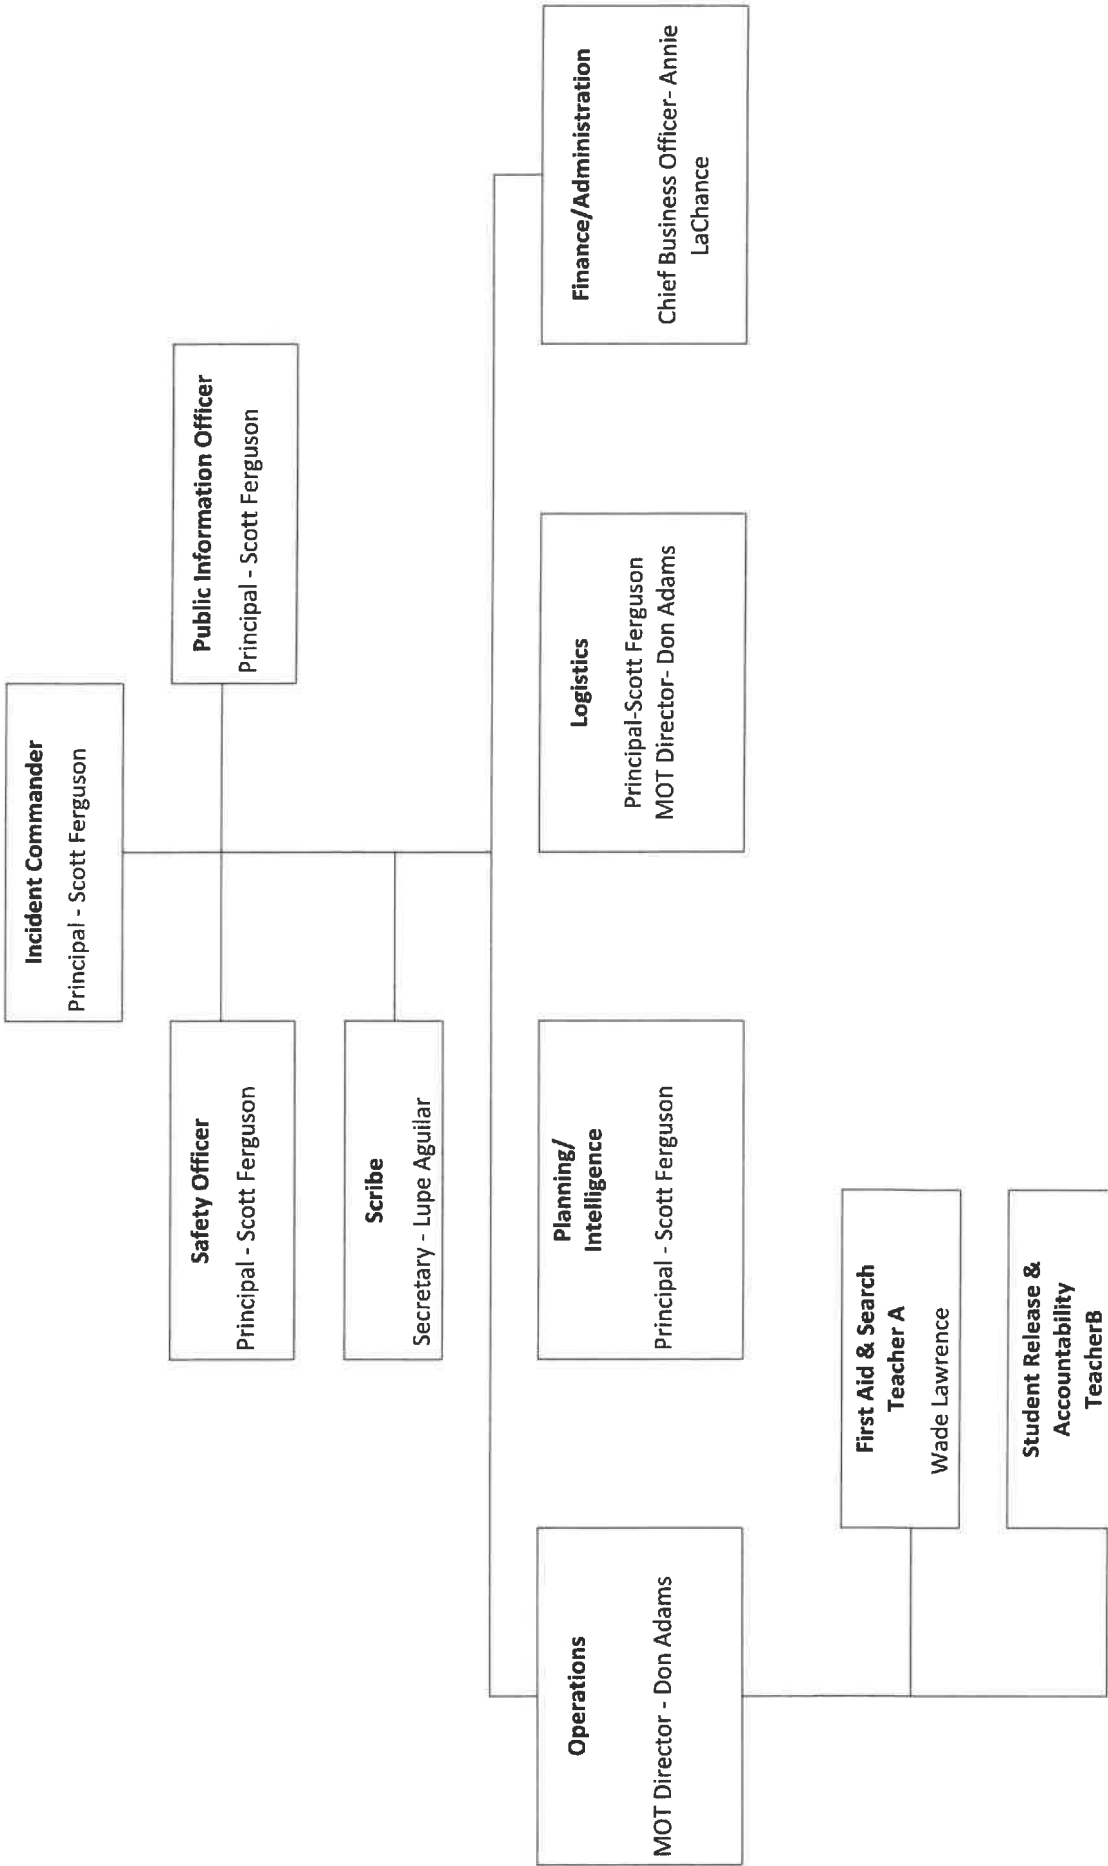 Incident Commander
Principal - Scott Ferguson
Safety Officer
Principal - Scott Ferguson
Public Information Officer
Principal - Scott Ferguson
Scribe
Secretary - Lupe Aguilar
Operations
MOT Director - Don Adams
Planning/
Intelligence
Principal - Scott Ferguson
Logistics
Principal-Scott Ferguson
MOT Director- Don Adams
Finance/Administration
Chief Business Officer- Annie
LaChance
First Aid & Search
Teacher A
Wade Lawrence
Student Release &
Accountability
TeacherB